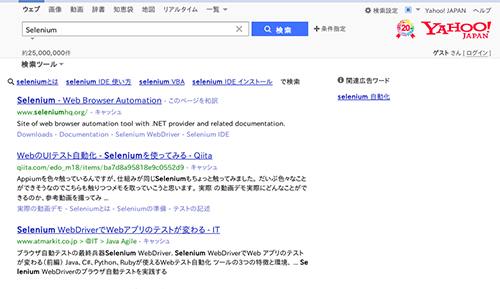 ウェブ 画像 動画 辞書 知恵袋 地図 リアルタイム 一覧
検索設定 Yahoo! JAPAN ヘルプ
Selenium 検索 +条件指定
20 YAHOO! JAPAN
約25,000,000件
ゲストさん [ログイン]
検索ツール
seleniumとは selenium IDE 使い方 selenium VBA selenium IDE インストール で検索
関連広告ワード
selenium 自動化
Selenium - Web Browser Automation - このページを和訳
www.seleniumhq.org/ - キャッシュ
Site of web browser automation tool with .NET provider and related documentation.
Downloads - Documentation - Selenium WebDriver - Selenium IDE
WebのUIテスト自動化 - Seleniumを使ってみる - Qiita
qiita.com/edo_m18/items/ba7d8a95818e9c0552d9 - キャッシュ
Appiumを色々触っているんですが、仕組みが同じSeleniumもちょっと触ってみました。 だいぶ色々なこと
ができそうなのでこちらも触りつつメモを取っていこうと思います。 実際 の動画デモ実際にどんなことがで
きるのか、参考動画を撮ってみ ...
実際の動画デモ - Seleniumとは - Seleniumの準備 - テストの記述
Selenium WebDriverでWebアプリのテストが変わる - IT
www.atmarkit.co.jp > @IT > Java Agile - キャッシュ
ブラウザ自動テストの最終兵器Selenium WebDriver. Selenium WebDriverでWeb アプリのテスト
が変わる（前編） Java、C#、Python、Rubyが使えるWebテスト自動化 ツールの3つの特徴と環境、 ... Se
lenium WebDriverのブラウザ自動テストを実践する